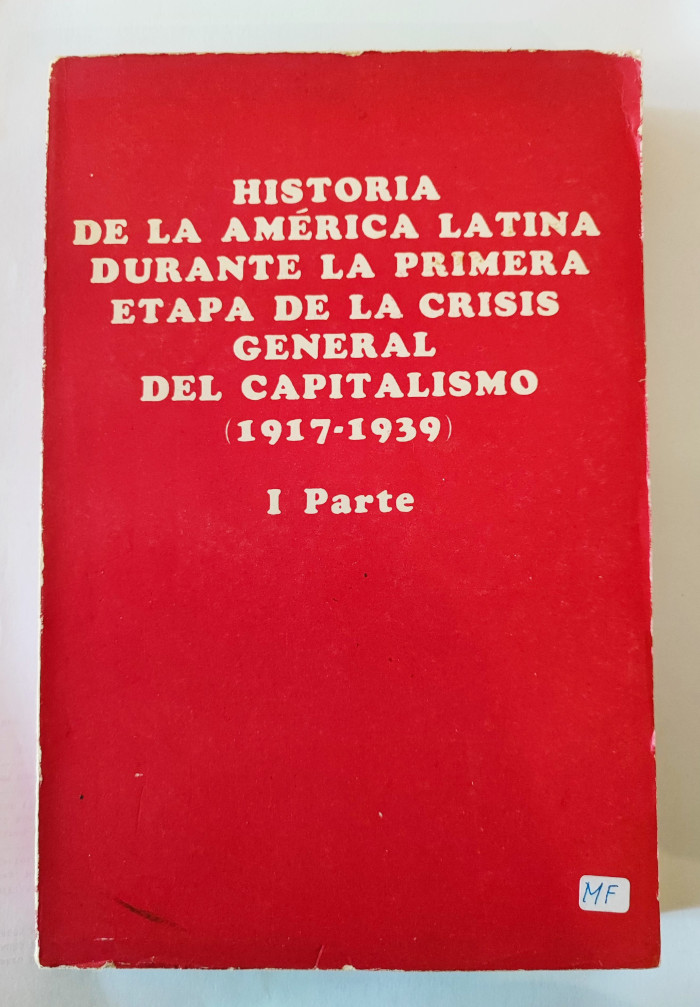 HISTORIA
DE LA AMÉRICA LATINA
DURANTE LA PRIMERA
ETAPA DE LA CRISIS
GENERAL
DEL CAPITALISMO
(1917-1939)
I Parte
MF